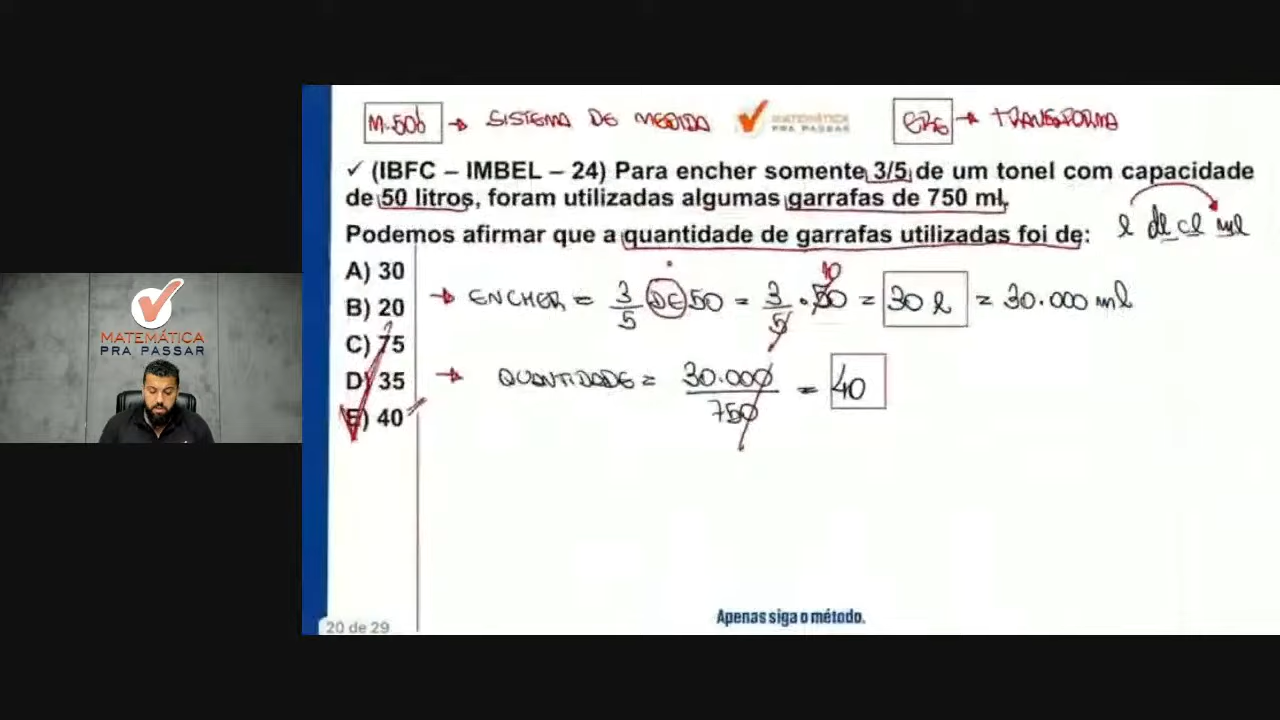 M.50b → SISTEMA DE MEDIDA MATEMÁTICA PRA PASSAR → TRANSFORMA
✓ (IBFC – IMBEL – 24) Para encher somente 3/5 de um tonel com capacidade
de 50 litros, foram utilizadas algumas garrafas de 750 ml.
Podemos afirmar que a quantidade de garrafas utilizadas foi de:
l dl cl ml
A) 30
B) 20
C) 75
D) 35
E) 40
→ ENCHER = 3/5 DE 50 = 3/5 . 50 10 = 30 l = 30.000 ml
→ QUANTIDADE = 30.000/750 = 40
MATEMÁTICA
PRA PASSAR
Apenas siga o método.
20 de 29